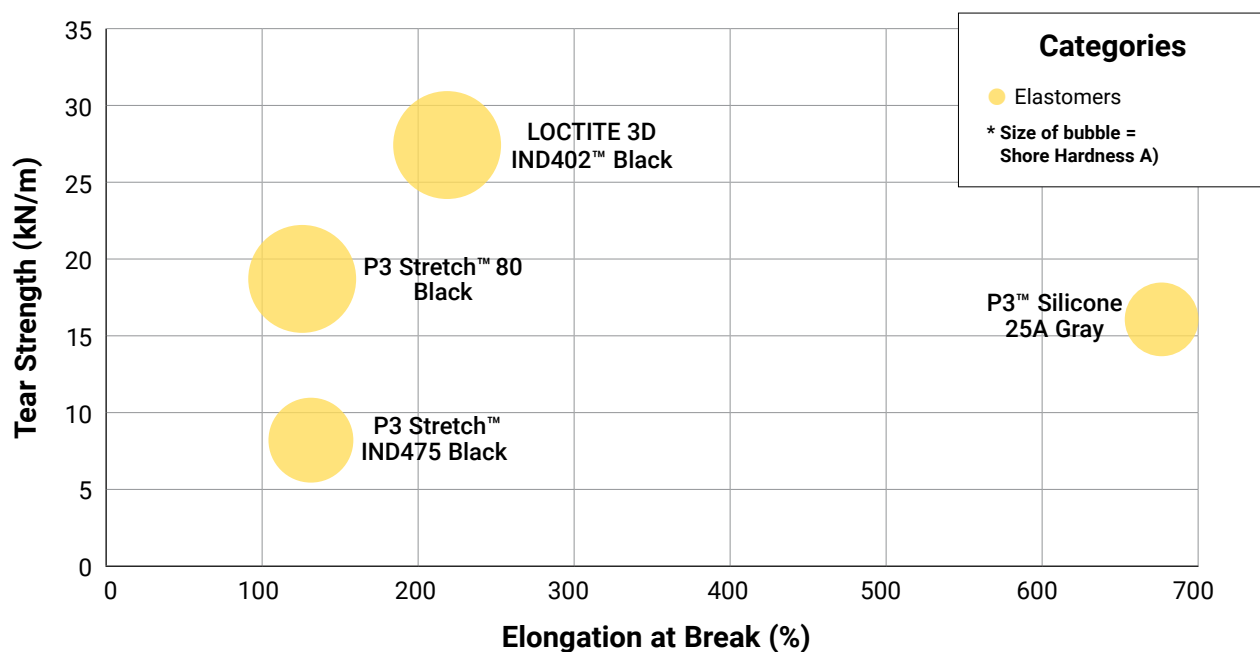 Tear Strength (kN/m)
35
30
25
20
15
10
5
0
LOCTITE 3D
IND402™ Black
P3 Stretch™ 80
Black
P3™ Silicone
25A Gray
P3 Stretch™
IND475 Black
Categories
Elastomers
* Size of bubble =
Shore Hardness A)
0 100 200 300 400 500 600 700
Elongation at Break (%)